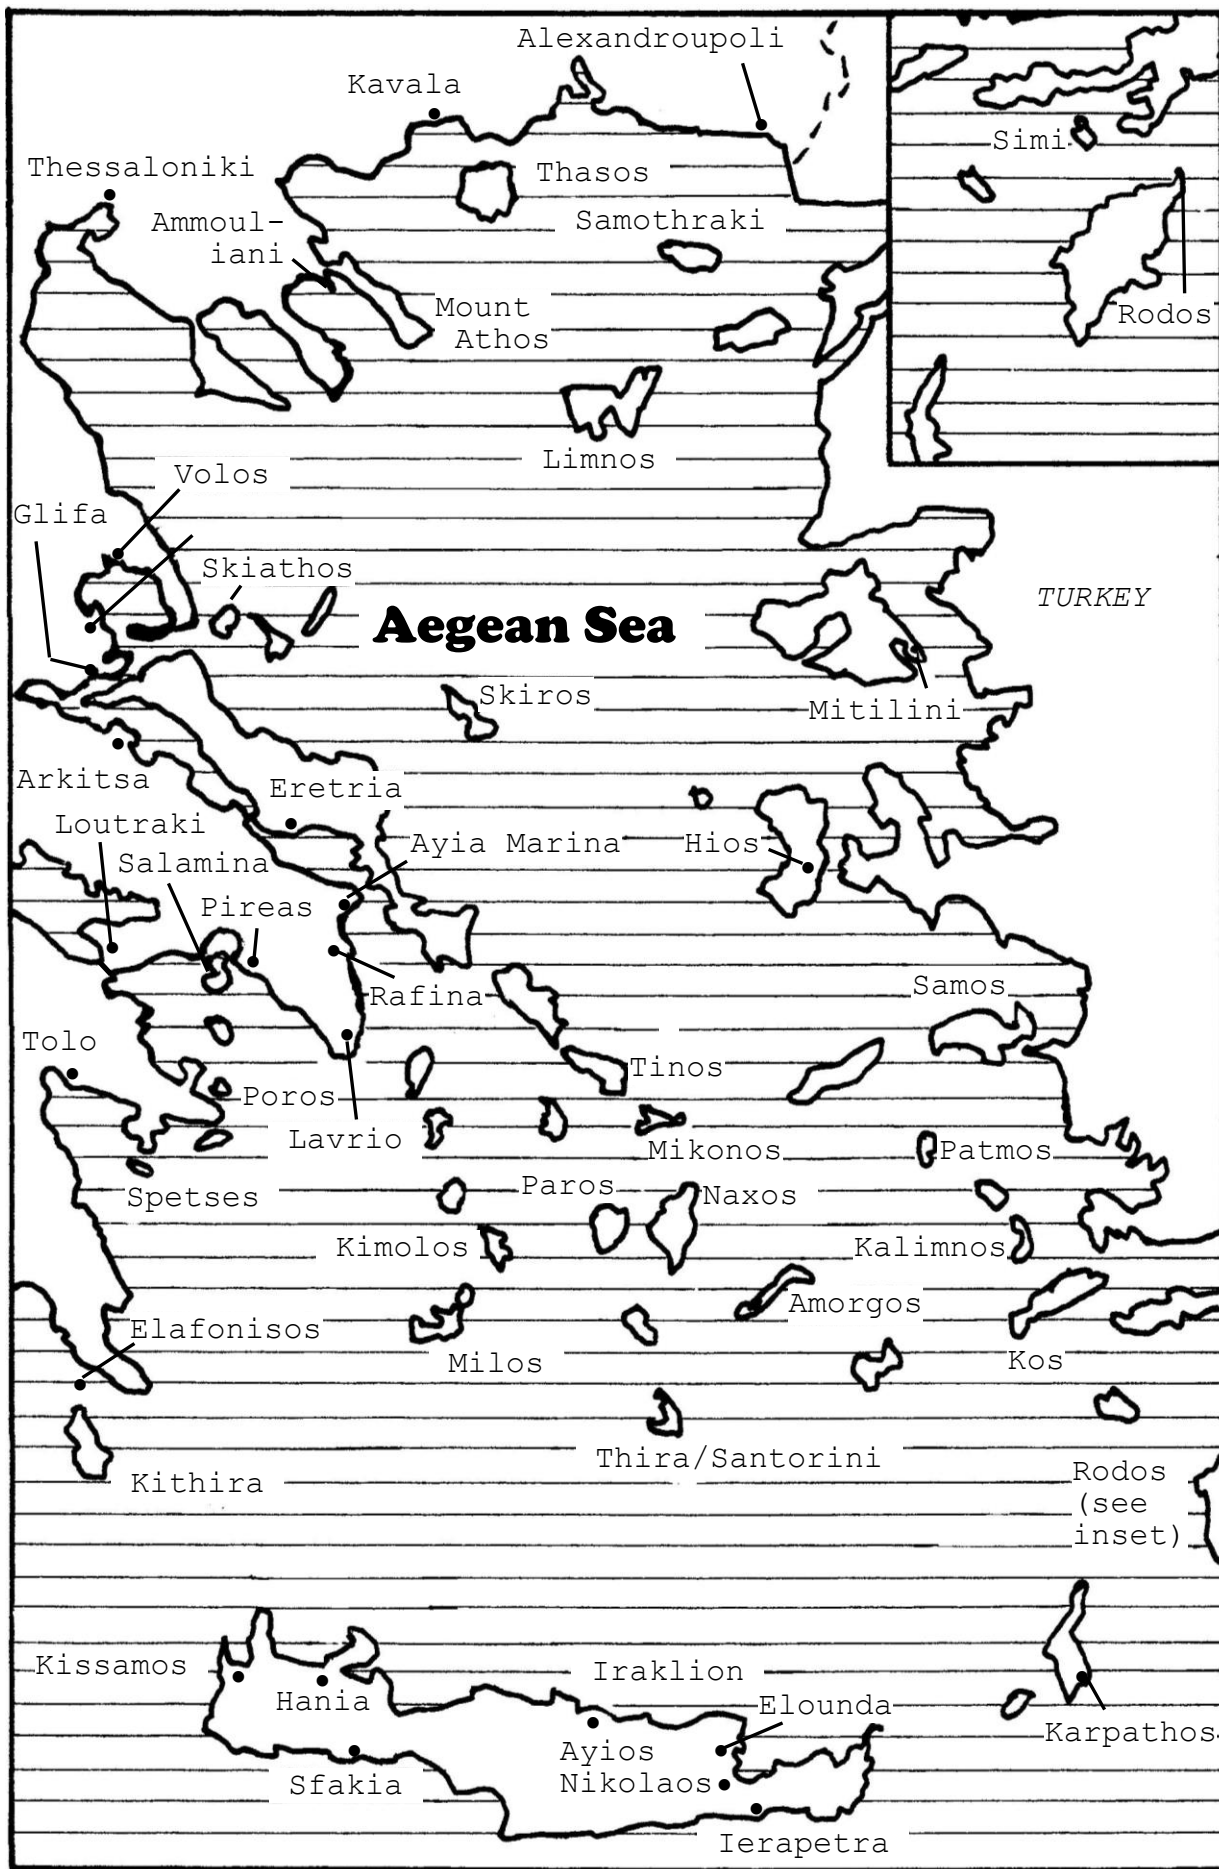 Alexandroupoli
Kavala
Simi
Thessaloniki
Thasos
Ammoul-
iani
Samothraki
Mount
Athos
Rodos
Limnos
Volos
Glifa
Skiathos
Aegean Sea
TURKEY
Skiros
Mitilini
Arkitsa
Eretria
Loutraki
Ayia Marina
Hios
Salamina
Pireas
Rafina
Samos
Tolo
Tinos
Poros
Lavrio
Mikonos
Patmos
Spetses
Paros
Naxos
Kimolos
Kalimnos
Amorgos
Elafonisos
Milos
Kos
Thira/Santorini
Kithira
Rodos
(see
inset)
Kissamos
Iraklion
Hania
Elounda
Karpathos
Ayios
Nikolaos
Sfakia
Ierapetra